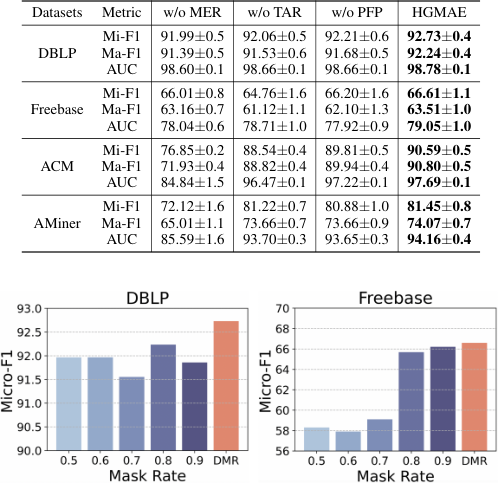 Datasets Metric w/o MER w/o TAR w/o PFP HGMAE
Mi-F1 91.99±0.5 92.06±0.5 92.21±0.6 92.73±0.4
DBLP Ma-F1 91.39±0.5 91.53±0.6 91.68±0.5 92.24±0.4
AUC 98.60±0.1 98.66±0.1 98.66±0.1 98.78±0.1
Mi-F1 66.01±0.8 64.76±1.6 66.20±1.6 66.61±1.1
Freebase Ma-F1 63.16±0.7 61.12±1.1 62.10±1.3 63.51±1.0
AUC 78.04±0.6 78.71±1.0 77.92±0.9 79.05±1.0
Mi-F1 76.85±0.2 88.54±0.4 89.81±0.5 90.59±0.5
ACM Ma-F1 71.93±0.4 88.82±0.4 89.94±0.4 90.80±0.5
AUC 84.84±1.5 96.47±0.1 97.22±0.1 97.69±0.1
Mi-F1 72.12±1.6 81.22±0.7 80.88±1.0 81.45±0.8
AMiner Ma-F1 65.01±1.1 73.66±0.7 73.66±0.9 74.07±0.7
AUC 85.59±1.6 93.70±0.3 93.65±0.3 94.16±0.4
DBLP
Micro-F1
93.0
92.5
92.0
91.5
91.0
90.5
90.0
0.5 0.6 0.7 0.8 0.9 DMR
Mask Rate
Freebase
Micro-F1
70
68
66
64
62
60
58
56
0.5 0.6 0.7 0.8 0.9 DMR
Mask Rate